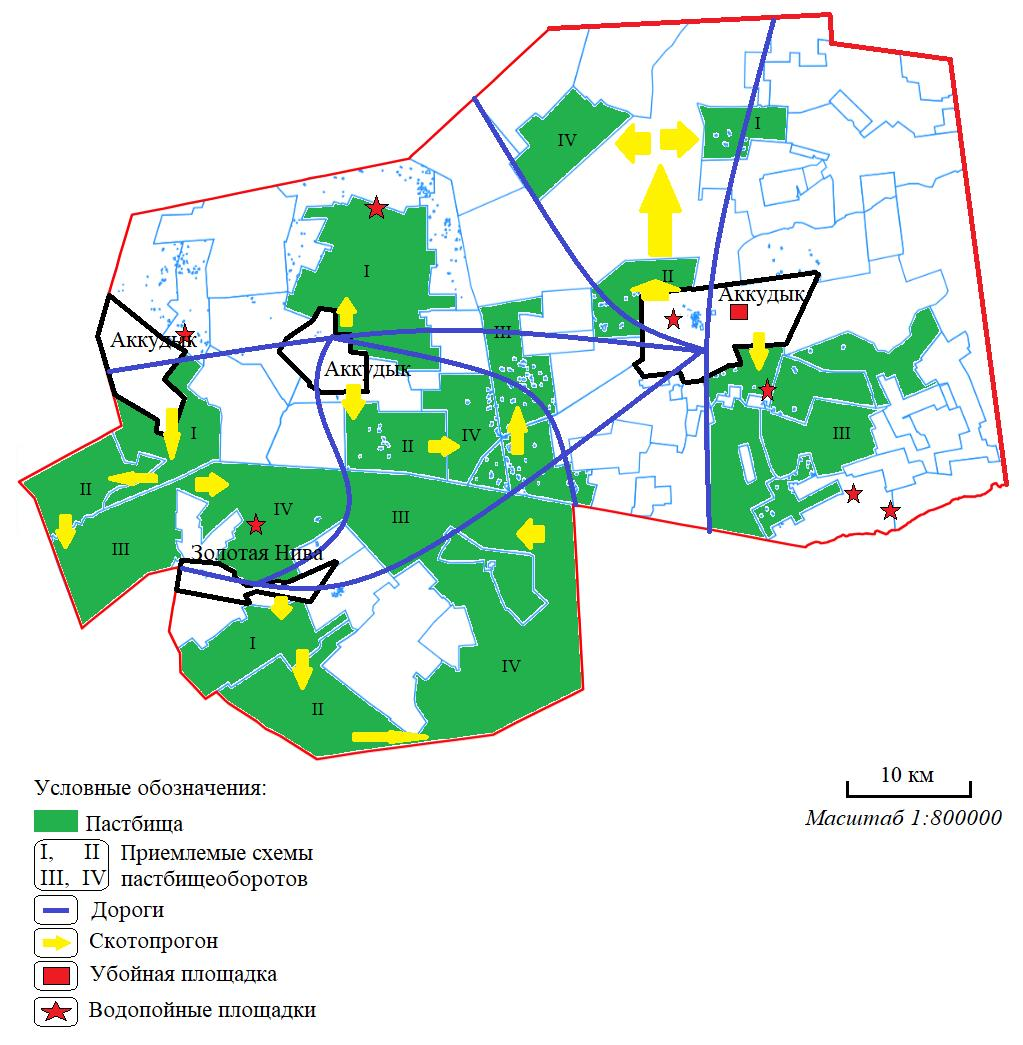 IV
I
II
Аккудык
I
Аккудык
III
Аккудык
I
II
IV
III
II
IV
III
III
Золотая Нива
I
IV
II
Условные обозначения:
10 км
Масштаб 1:800000
Пастбища
I, II
III, IV
Приемлемые схемы
пастбищеоборотов
Дороги
Скотопрогон
Убойная площадка
Водопойные площадки